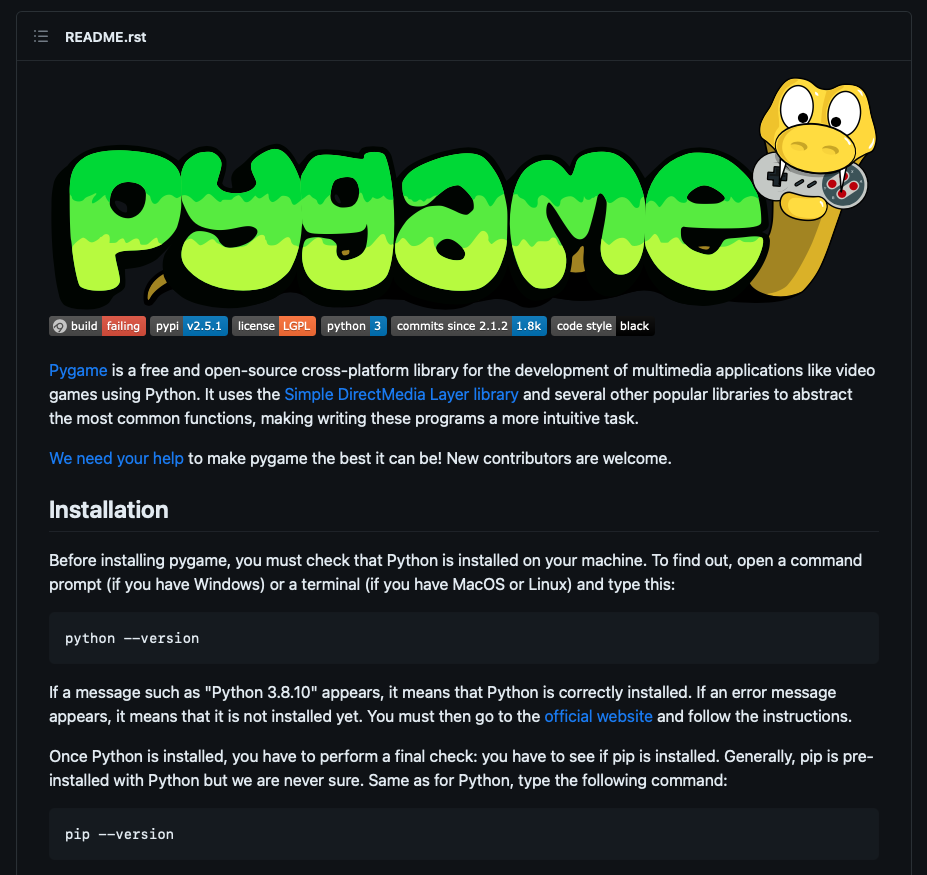 README.rst
pygame
build failing pypi v2.5.1 license LGPL python 3 commits since 2.1.2 1.8k code style black
Pygame is a free and open-source cross-platform library for the development of multimedia applications like video
games using Python. It uses the Simple DirectMedia Layer library and several other popular libraries to abstract
the most common functions, making writing these programs a more intuitive task.
We need your help to make pygame the best it can be! New contributors are welcome.
Installation
Before installing pygame, you must check that Python is installed on your machine. To find out, open a command
prompt (if you have Windows) or a terminal (if you have MacOS or Linux) and type this:
python --version
If a message such as "Python 3.8.10" appears, it means that Python is correctly installed. If an error message
appears, it means that it is not installed yet. You must then go to the official website and follow the instructions.
Once Python is installed, you have to perform a final check: you have to see if pip is installed. Generally, pip is pre-
installed with Python but we are never sure. Same as for Python, type the following command:
pip --version